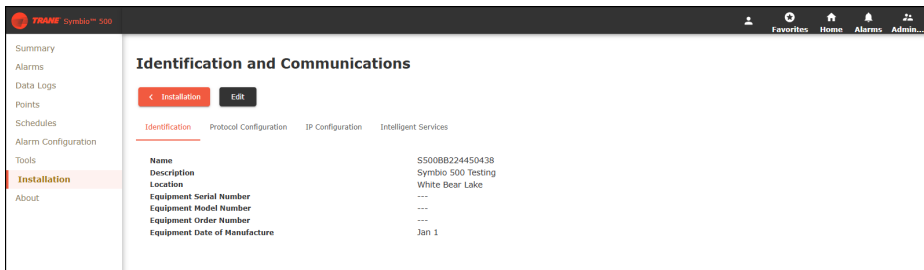 TRANE Symbio™ 500
Favorites Home Alarms Admin...
Summary
Alarms
Data Logs
Points
Schedules
Alarm Configuration
Tools
Installation
About
Identification and Communications
< Installation Edit
Identification Protocol Configuration IP Configuration Intelligent Services
Name S500BB224450438
Description Symbio 500 Testing
Location White Bear Lake
Equipment Serial Number ---
Equipment Model Number ---
Equipment Order Number ---
Equipment Date of Manufacture Jan 1